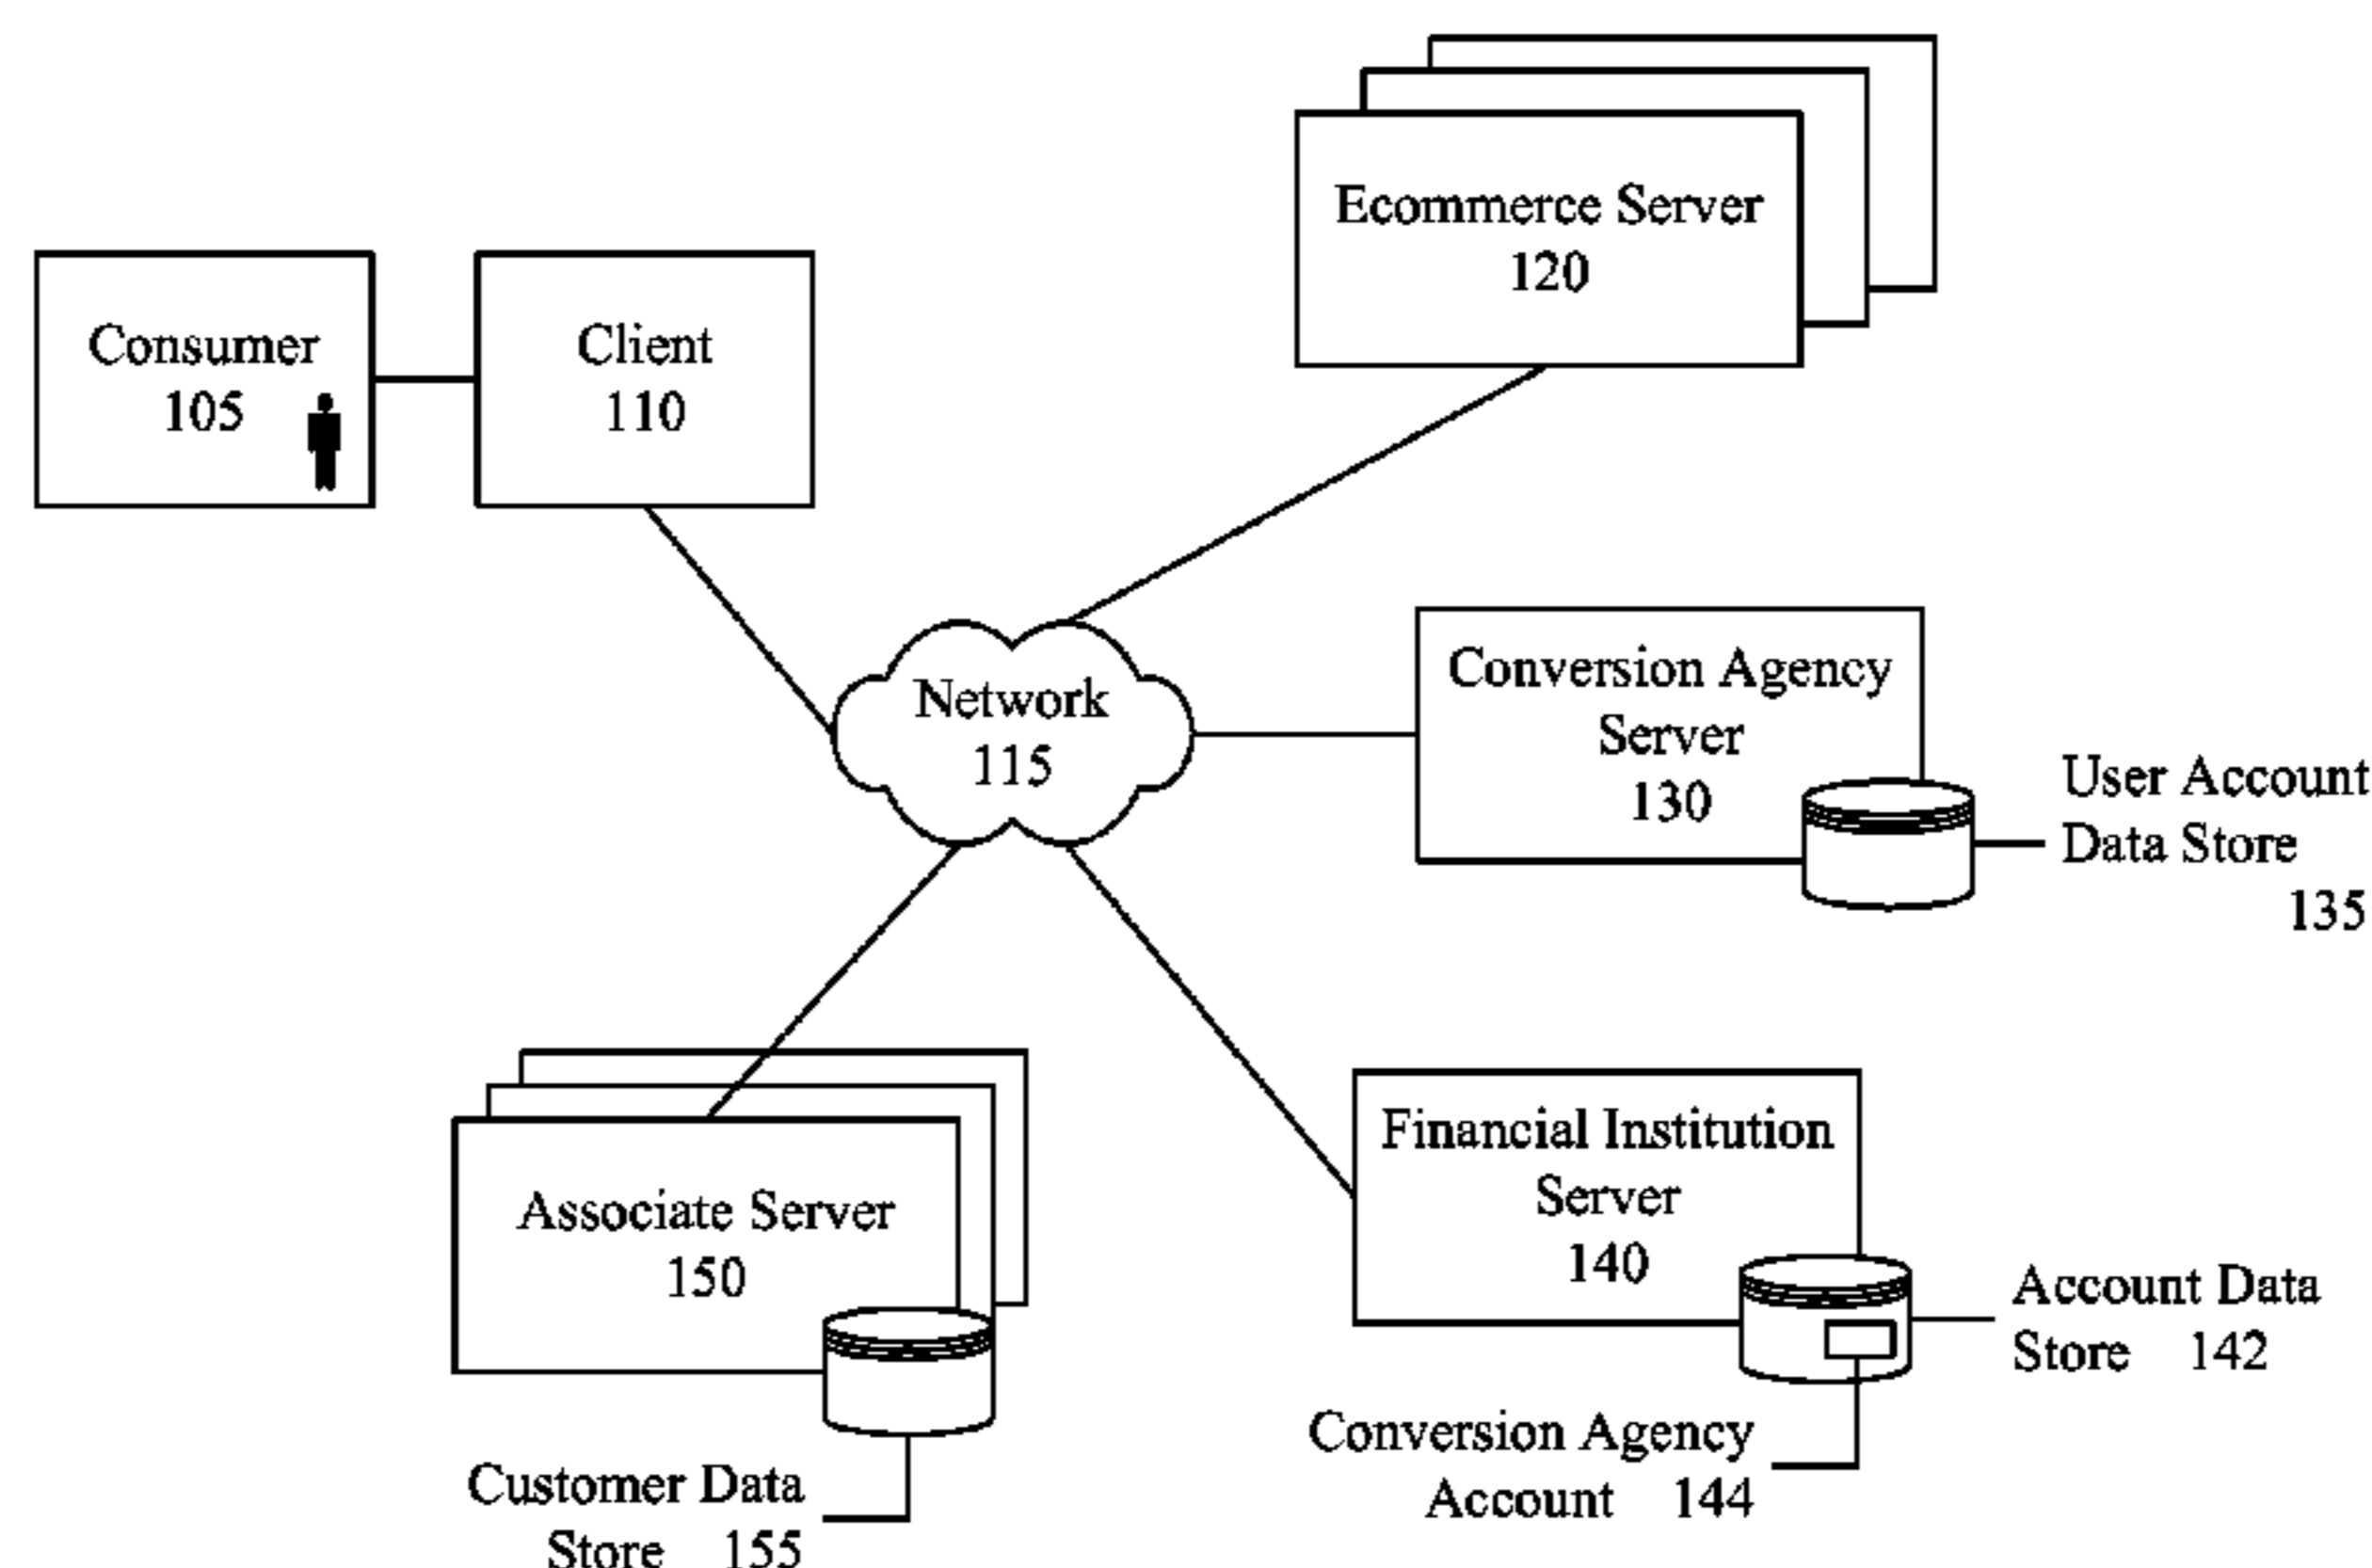 Ecommerce Server
120
Consumer
105
Client
110
Network
115
Conversion Agency
Server
130
User Account
Data Store
135
Associate Server
150
Customer Data
Store 155
Financial Institution
Server
140
Account Data
Store 142
Conversion Agency
Account 144